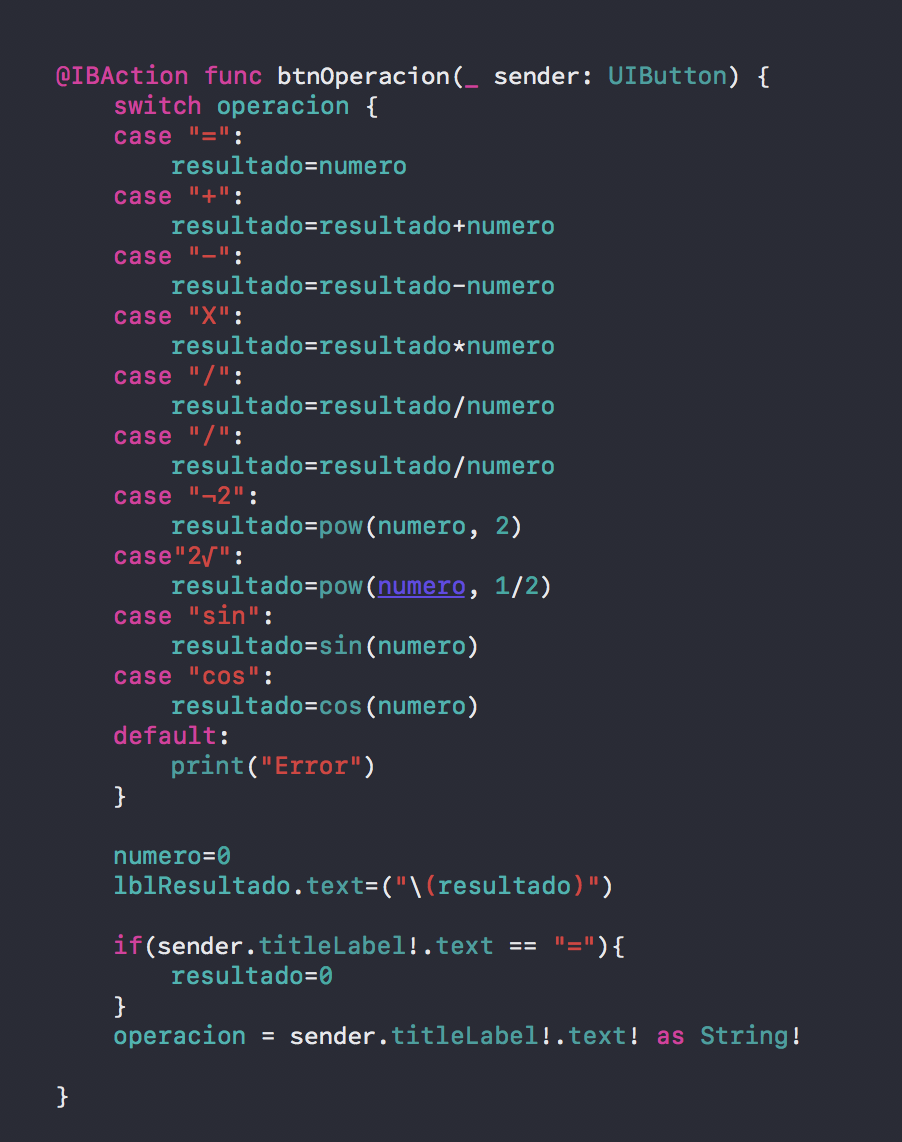 @IBAction func btnOperacion(_ sender: UIButton) {
    switch operacion {
    case "=":
        resultado=numero
    case "+":
        resultado=resultado+numero
    case "-":
        resultado=resultado-numero
    case "X":
        resultado=resultado*numero
    case "/":
        resultado=resultado/numero
    case "/":
        resultado=resultado/numero
    case "¬2":
        resultado=pow(numero, 2)
    case"2√":
        resultado=pow(numero, 1/2)
    case "sin":
        resultado=sin(numero)
    case "cos":
        resultado=cos(numero)
    default:
        print("Error")
    }

    numero=0
    lblResultado.text=("\(resultado)")

    if(sender.titleLabel!.text == "="){
        resultado=0
    }
    operacion = sender.titleLabel!.text! as String!

}